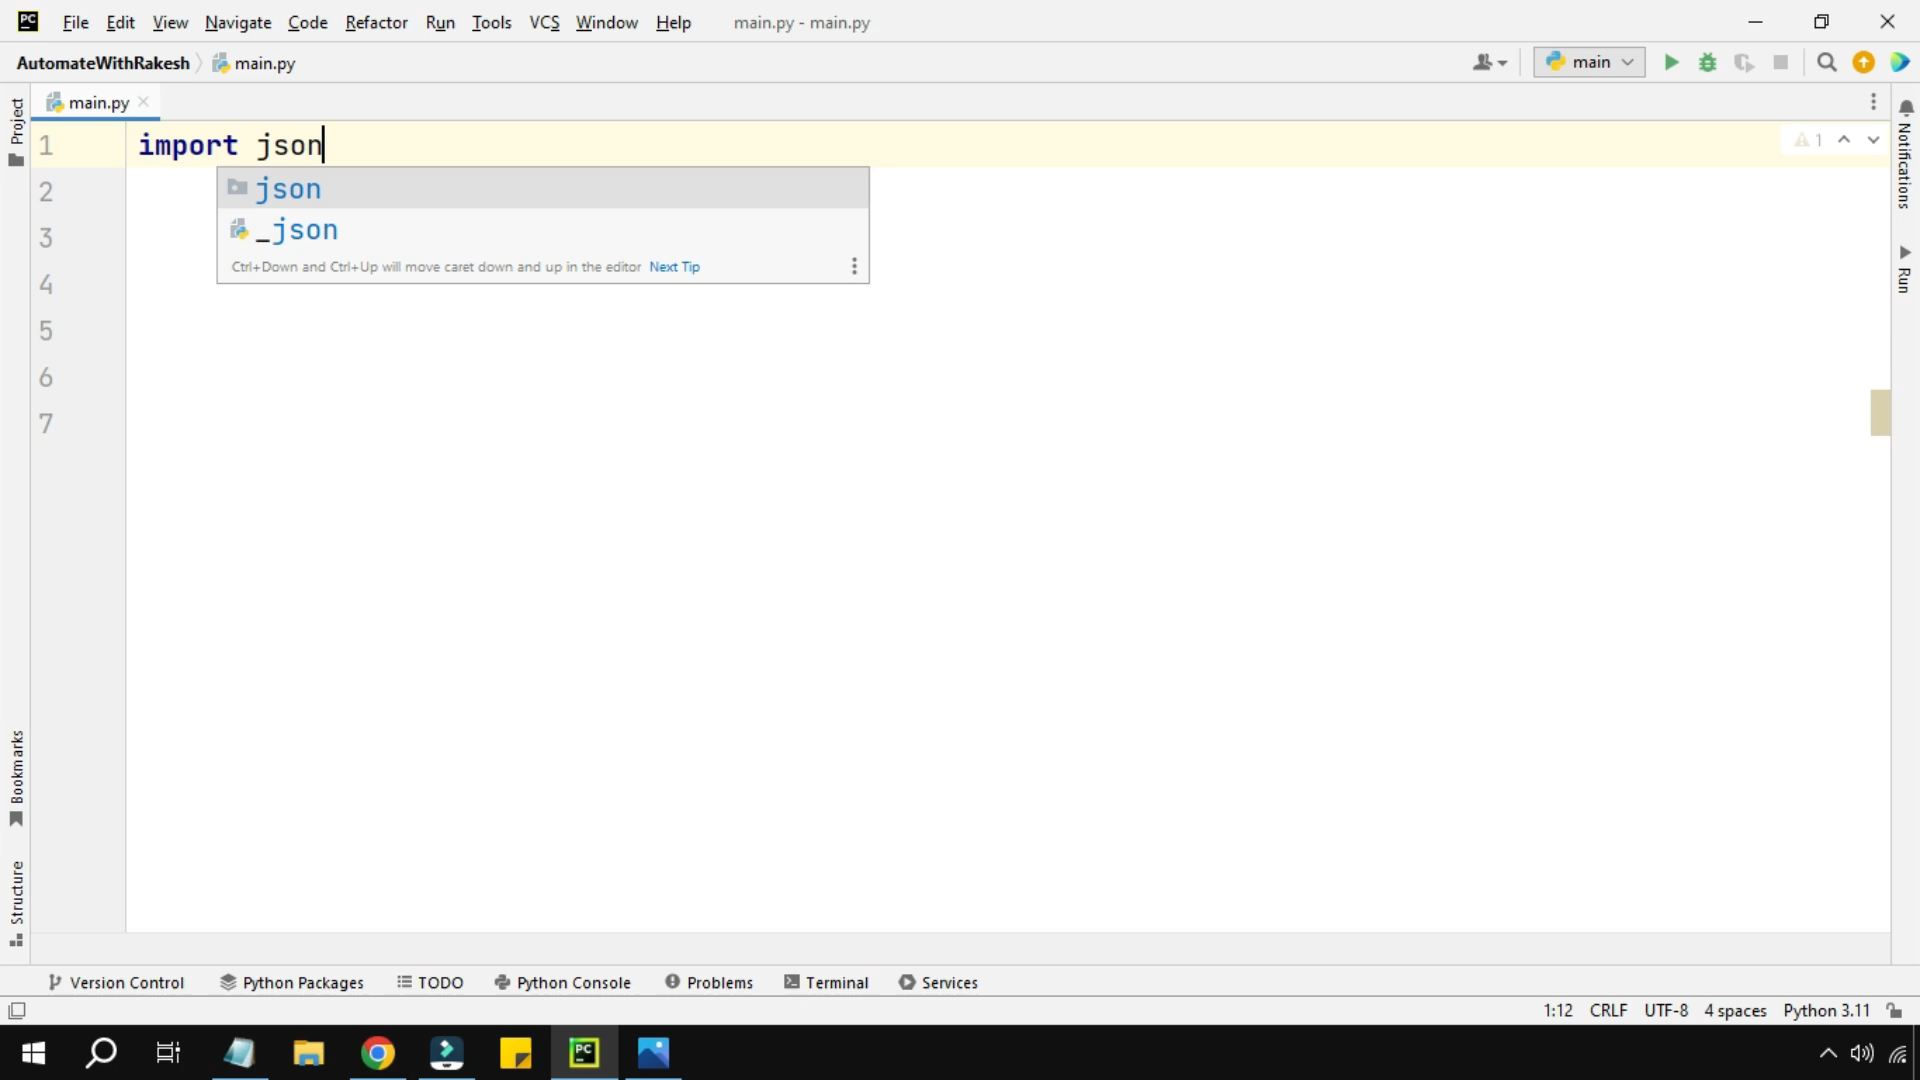 PC File Edit View Navigate Code Refactor Run Tools VCS Window Help main.py - main.py
AutomateWithRakesh main.py main
Project
main.py
1 import json
json
_json
Ctrl+Down and Ctrl+Up will move caret down and up in the editor Next Tip
2
3
4
5
6
7
1
Notifications
Run
Bookmarks
Structure
Version Control Python Packages TODO Python Console Problems Terminal Services
1:12 CRLF UTF-8 4 spaces Python 3.11
PC